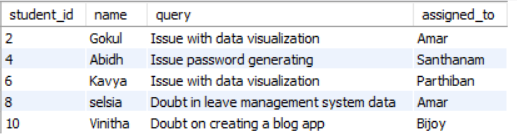 student_id name query assigned_to
2 Gokul Issue with data visualization Amar
4 Abidh Issue password generating Santhanam
6 Kavya Issue with data visualization Parthiban
8 selsia Doubt in leave management system data Amar
10 Vinitha Doubt on creating a blog app Bijoy